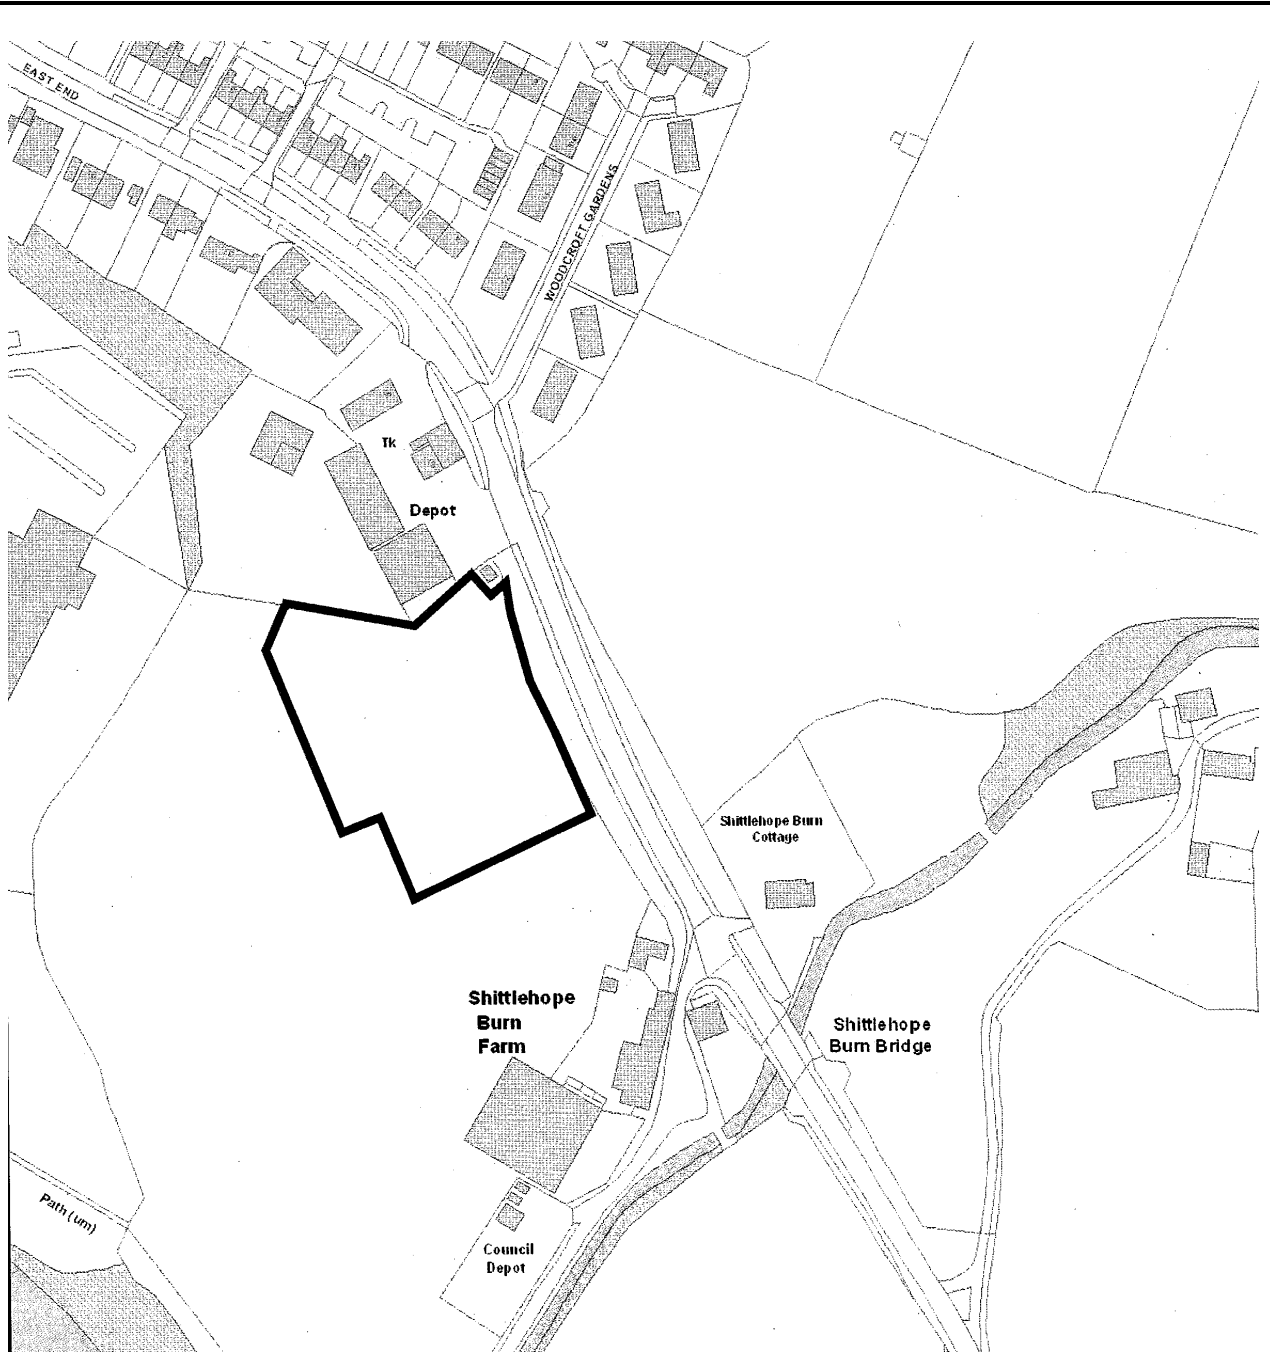 EAST END
WOODCROFT GARDENS
Tk
Depot
Shittlehope Burn
Cottage
Shittlehope
Burn
Farm
Shittlehope
Burn Bridge
Path (um)
Council
Depot